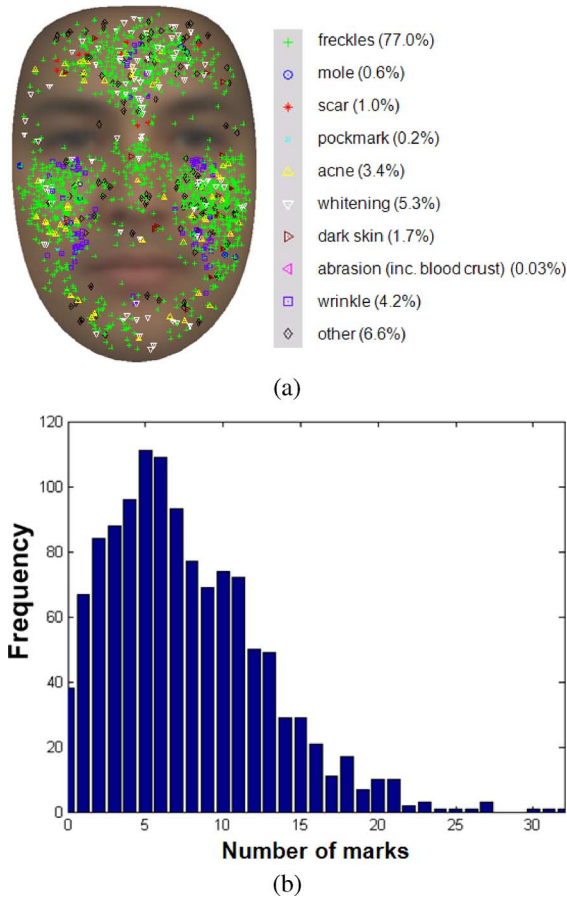 freckles (77.0%)
mole (0.6%)
scar (1.0%)
pockmark (0.2%)
acne (3.4%)
whitening (5.3%)
dark skin (1.7%)
abrasion (inc. blood crust) (0.03%)
wrinkle (4.2%)
other (6.6%)
(a)
120
100
80
60
40
20
0
Frequency
0 5 10 15 20 25 30
Number of marks
(b)